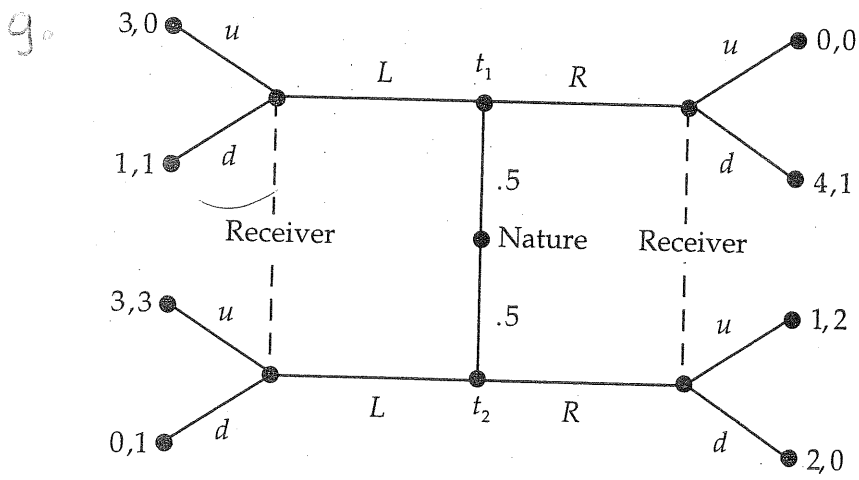 9.
3,0 u t₁ u 0,0
L R
1,1 d d 4,1
.5
Receiver Nature Receiver
3,3 u .5 u 1,2
L t₂ R
0,1 d d 2,0